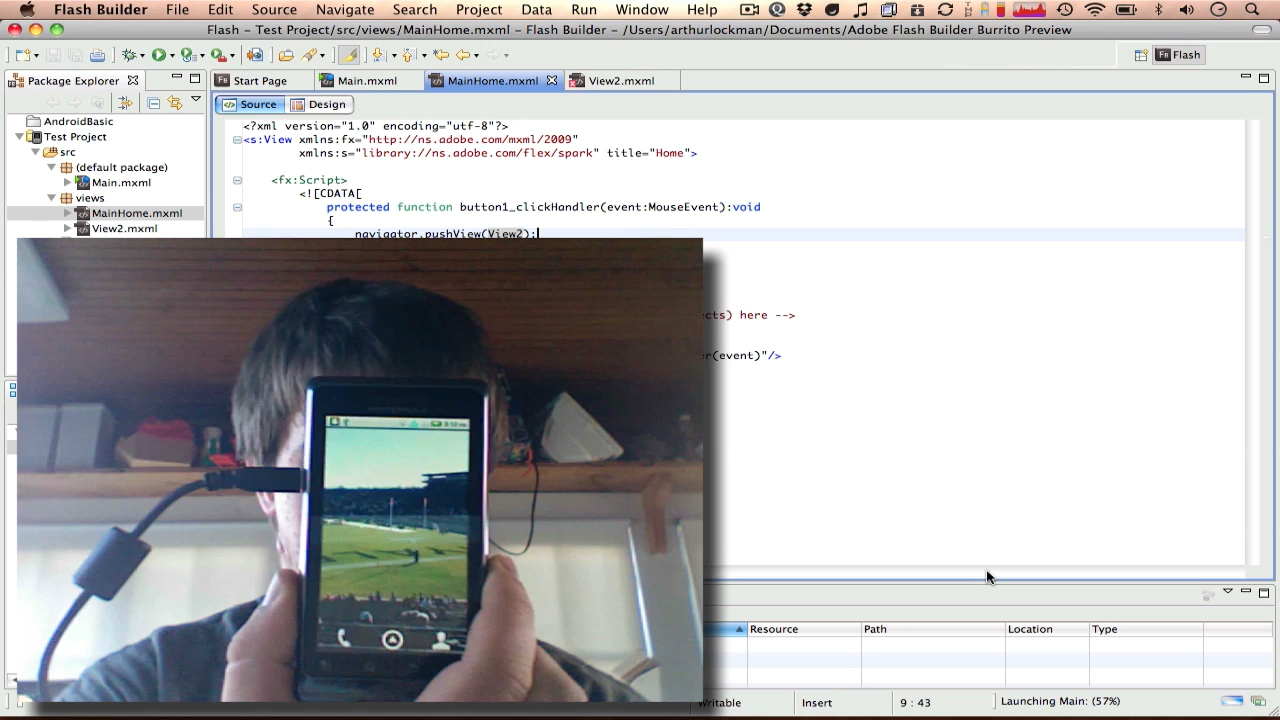 Flash Builder File Edit Source Navigate Search Project Data Run Window Help
Flash - Test Project/src/views/MainHome.mxml - Flash Builder - /Users/arthurlockman/Documents/Adobe Flash Builder Burrito Preview
Flash
Package Explorer
Start Page Main.mxml MainHome.mxml View2.mxml
Source Design
AndroidBasic
Test Project
src
(default package)
Main.mxml
views
MainHome.mxml
View2.mxml
<?xml version="1.0" encoding="utf-8"?>
<s:View xmlns:fx="http://ns.adobe.com/mxml/2009"
xmlns:s="library://ns.adobe.com/flex/spark" title="Home">
<fx:Script>
<![CDATA[
protected function button1_clickHandler(event:MouseEvent):void
{
navigator.pushView(View2);
cts) here -->
r(event)"/>
Resource Path Location Type
Writable Insert 9 : 43 Launching Main: (57%)